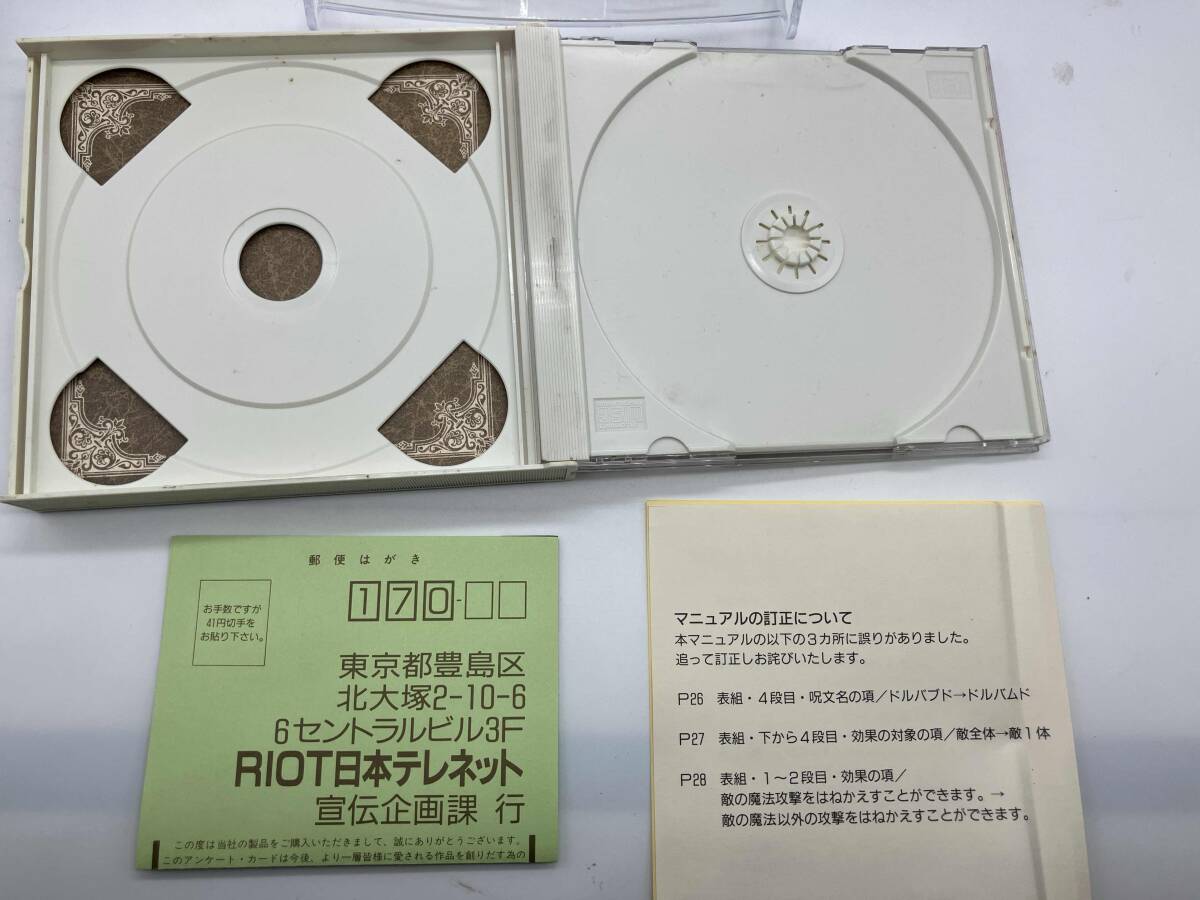 郵便はがき
お手数ですが
41円切手を
お貼り下さい。
170-
東京都豊島区
北大塚2-10-6
6セントラルビル3F
RIOT日本テレネット
宣伝企画課 行
この度は当社の製品をご購入いただきまして、誠にありがとうございます。
このアンケート・カードは今後、より一層皆様に愛される作品を創りだす為の
マニュアルの訂正について
本マニュアルの以下の3カ所に誤りがありました。
追って訂正しお詫びいたします。
P26 表組・4段目・呪文名の項/ドルバブド→ドルバムド
P27 表組・下から4段目・効果の対象の項/敵全体→敵1体
P28 表組・1〜2段目・効果の項/
敵の魔法攻撃をはねかえすことができます。→
敵の魔法以外の攻撃をはねかえすことができます。